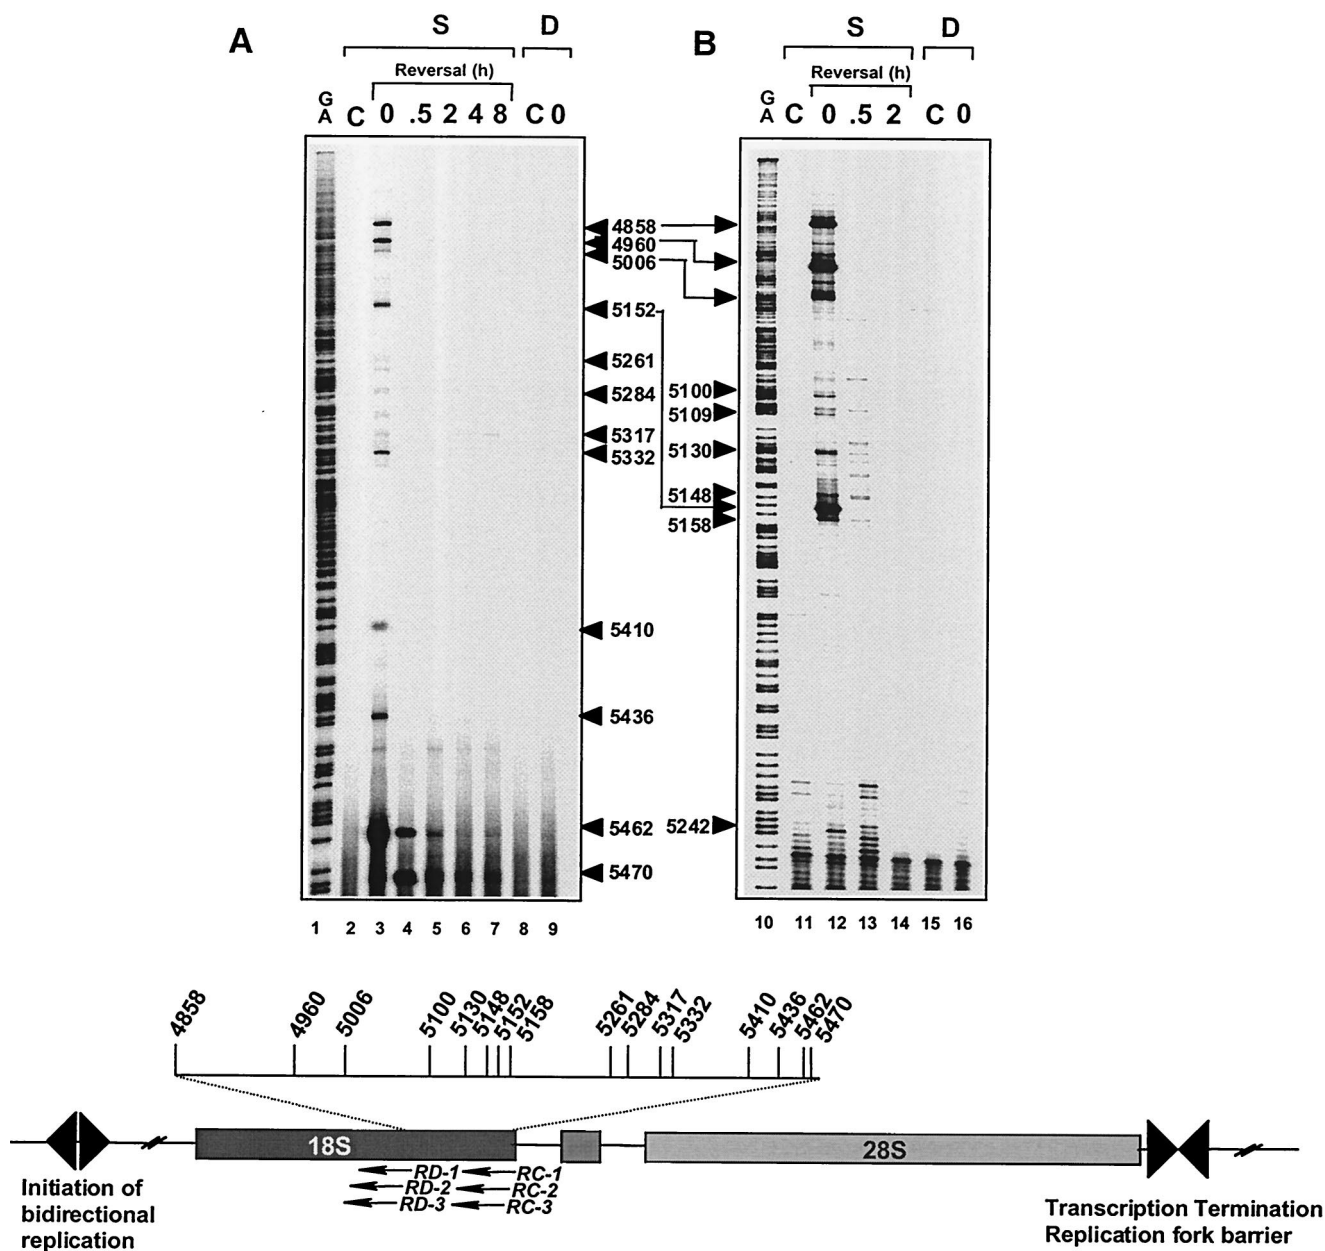 A
S
D
Reversal (h)
G
A
C 0 .5 2 4 8 C 0
B
S
D
Reversal (h)
G
A
C 0 .5 2 C 0
4858
4960
5006
5152
5261
5284
5317
5332
5410
5436
5462
5470
5100
5109
5130
5148
5158
5242
1 2 3 4 5 6 7 8 9
10 11 12 13 14 15 16
4858 4960 5006 5100 5130 5148 5152 5158 5261 5284 5317 5332 5410 5436 5462 5470
18S
28S
RD-1 RC-1
RD-2 RC-2
RD-3 RC-3
Initiation of
bidirectional
replication
Transcription Termination
Replication fork barrier